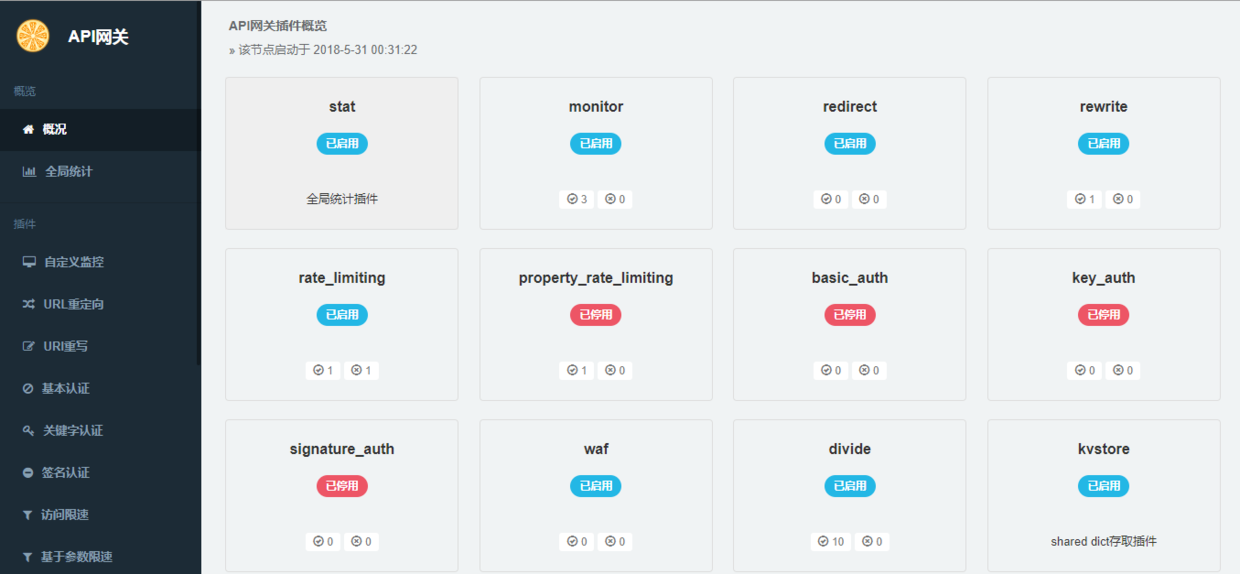 API网关
概览
概况
全局统计
插件
自定义监控
URL重定向
URI重写
基本认证
关键字认证
签名认证
访问限速
基于参数限速
API网关插件概览
» 该节点启动于 2018-5-31 00:31:22
stat
已启用
全局统计插件
monitor
已启用
3 0
redirect
已启用
0 0
rewrite
已启用
1 0
rate_limiting
已启用
1 1
property_rate_limiting
已停用
1 0
basic_auth
已停用
0 0
key_auth
已停用
0 0
signature_auth
已停用
0 0
waf
已启用
0 0
divide
已启用
10 0
kvstore
已启用
shared dict存取插件